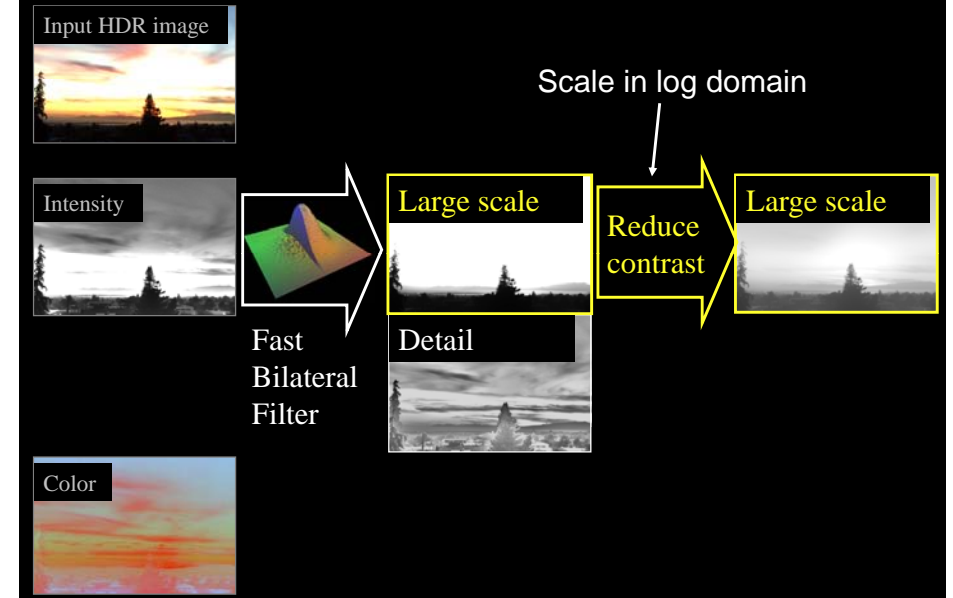 Input HDR image
Scale in log domain
Intensity
Large scale
Reduce
contrast
Large scale
Fast
Bilateral
Filter
Detail
Color